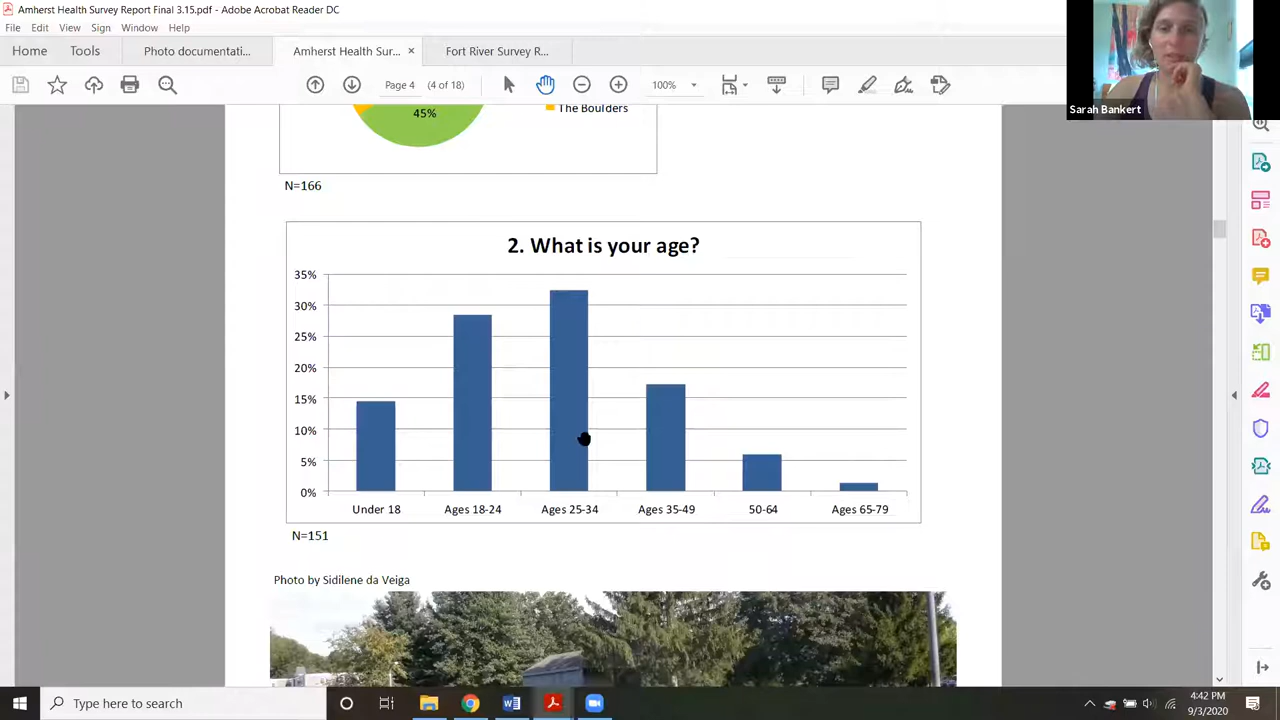 Amherst Health Survey Report Final 3.15.pdf - Adobe Acrobat Reader DC
File Edit View Sign Window Help
Home Tools Photo documentati... Amherst Health Sur... × Fort River Survey R...
Page 4 (4 of 18) 100%
Sarah Bankert
45%
The Boulders
N=166
2. What is your age?
35%
30%
25%
20%
15%
10%
5%
0%
Under 18 Ages 18-24 Ages 25-34 Ages 35-49 50-64 Ages 65-79
N=151
Photo by Sidilene da Veiga
Type here to search
4:42 PM
9/3/2020